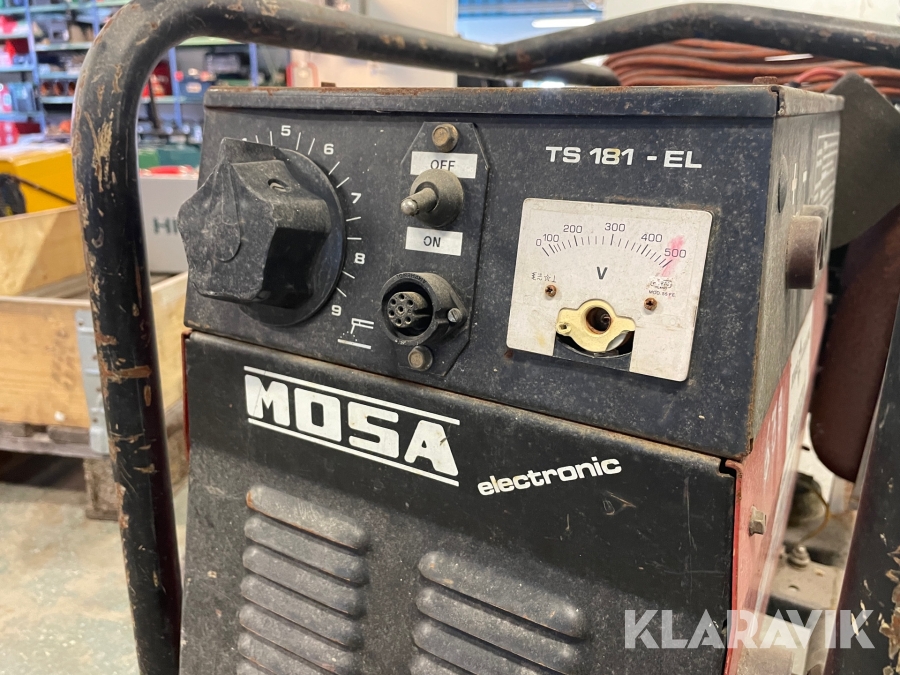 TS 181 - EL
OFF
ON
5
6
7
8
9
0 100 200 300 400 500
V
MOSA
electronic
KLARAVIK